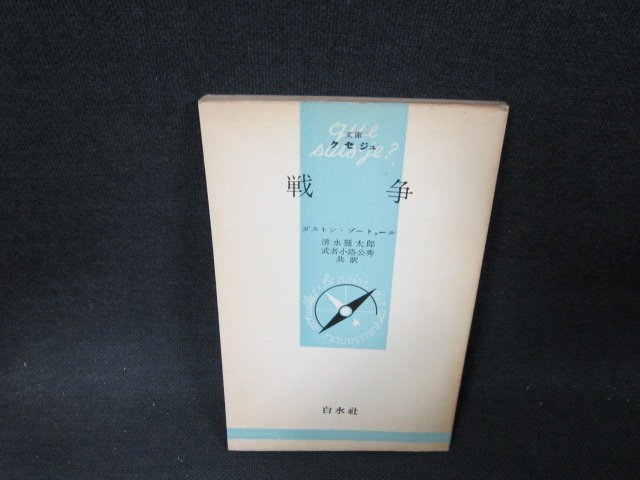 que
sais-je?
文庫
クセジュ
戦争
ガストン・ブートゥール
清水幾太郎
武者小路公秀
共訳
白水社